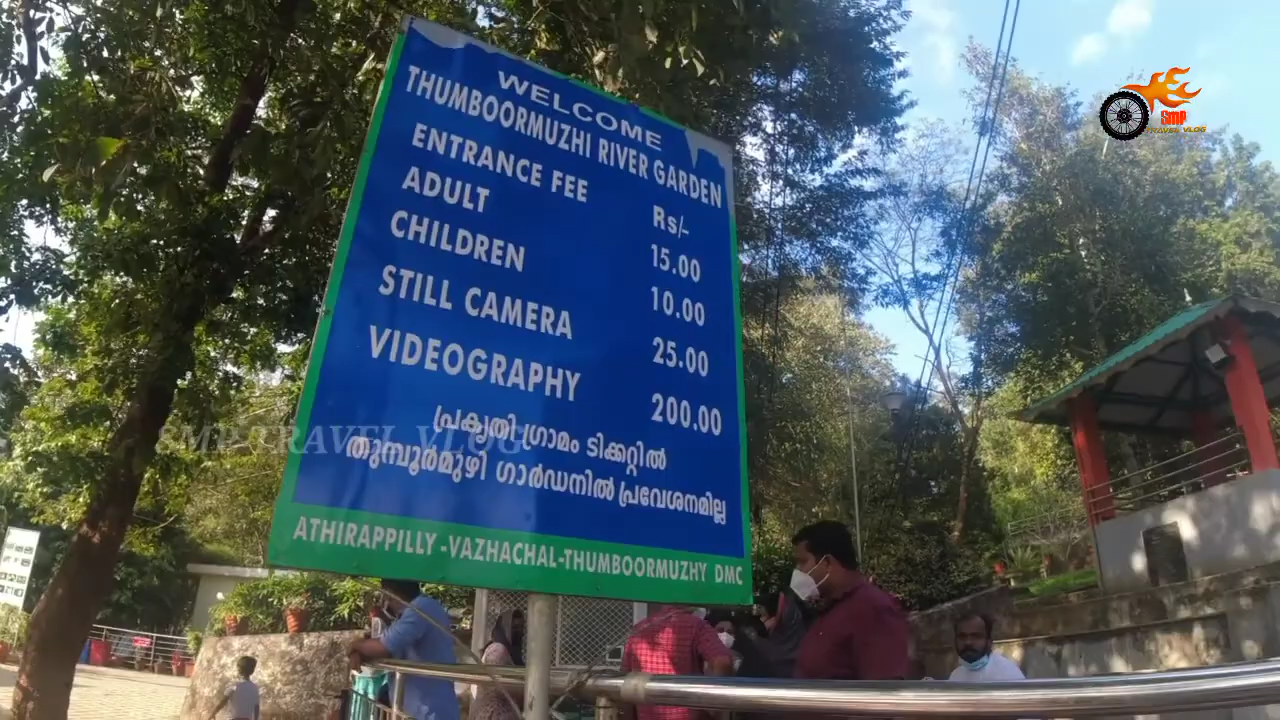 WELCOME
THUMBOORMUZHI RIVER GARDEN
ENTRANCE FEE Rs/-
ADULT 15.00
CHILDREN 10.00
STILL CAMERA 25.00
VIDEOGRAPHY 200.00
പ്രകൃതി ഗ്രാമം ടിക്കറ്റിൽ
തുമ്പൂർമുഴി ഗാർഡനിൽ പ്രവേശനമില്ല
ATHIRAPPILLY -VAZHACHAL-THUMBOORMUZHY DMC
SMP TRAVEL VLOG
SMP
TRAVEL VLOG